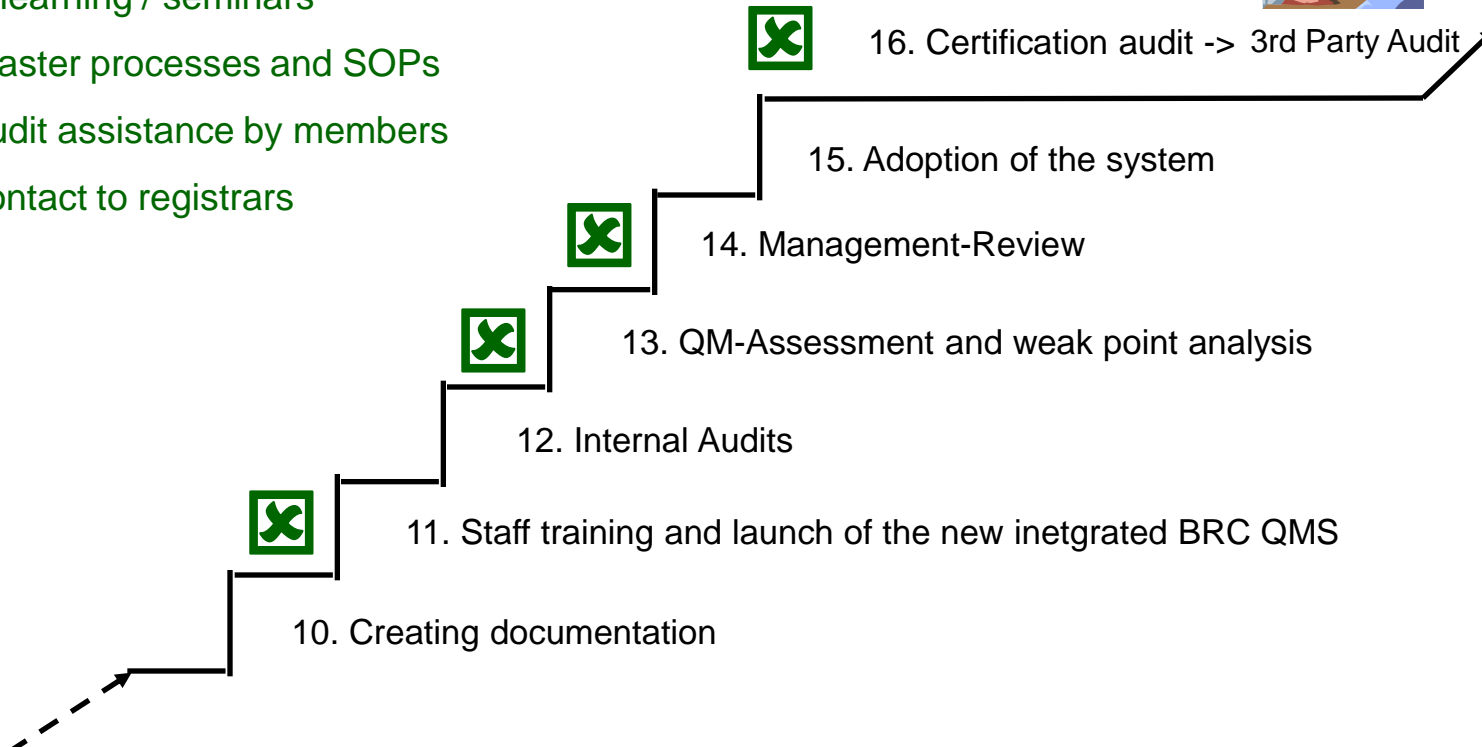 learning / seminars
aster processes and SOPs
udit assistance by members
ontact to registrars
16. Certification audit -> 3rd Party Audit
15. Adoption of the system
14. Management-Review
13. QM-Assessment and weak point analysis
12. Internal Audits
11. Staff training and launch of the new inetgrated BRC QMS
10. Creating documentation